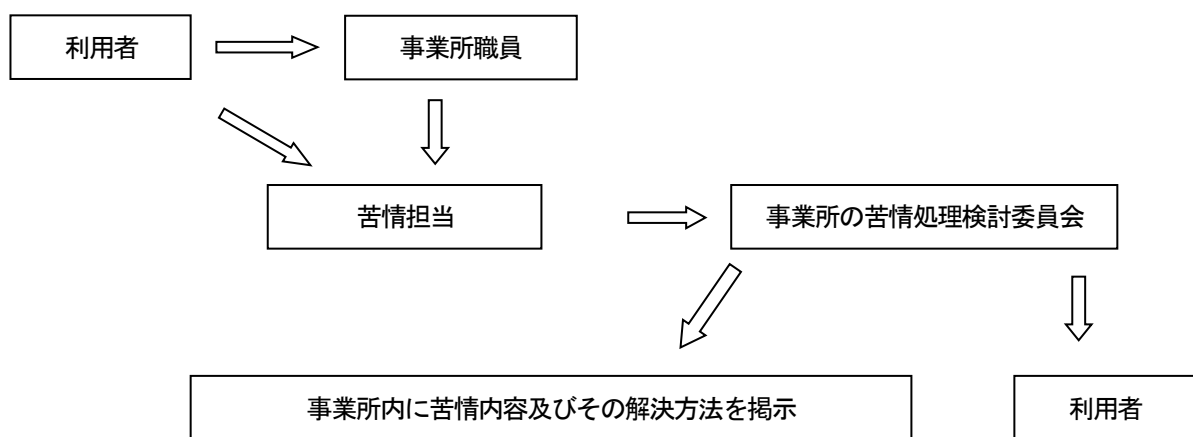 利用者
事業所職員
苦情担当
事業所の苦情処理検討委員会
事業所内に苦情内容及びその解決方法を掲示
利用者